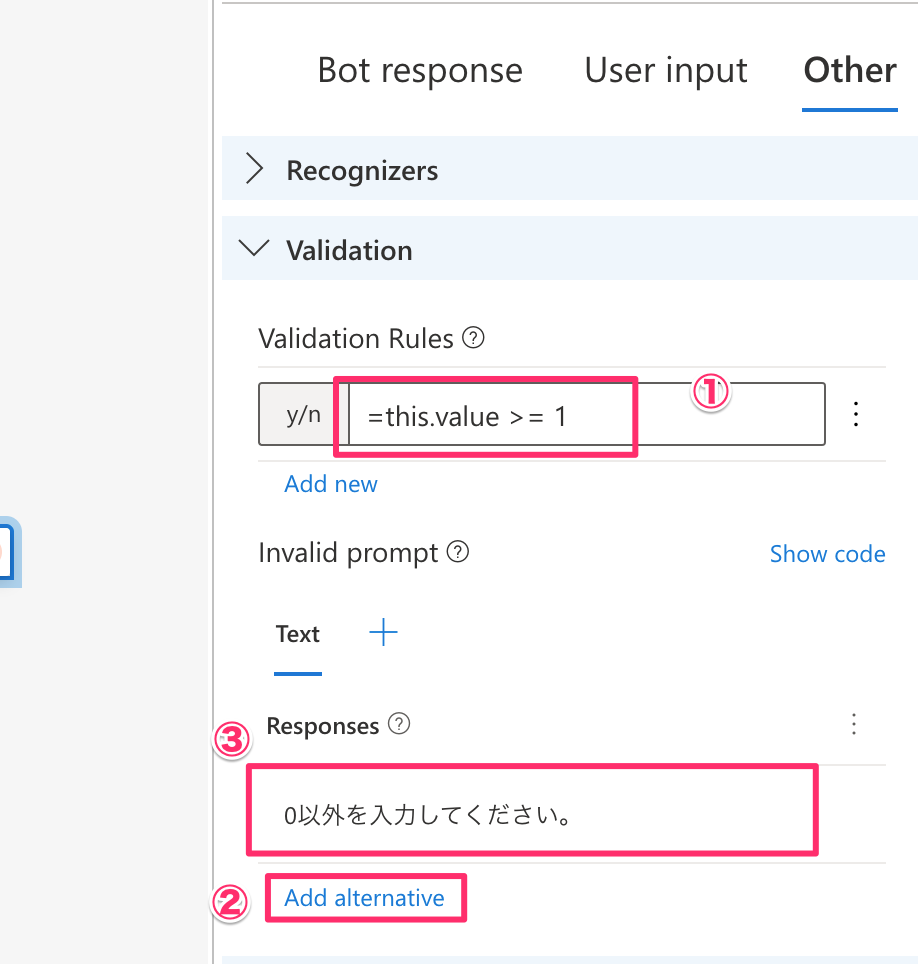 Bot response User input Other
Recognizers
Validation
Validation Rules ?
y/n =this.value >= 1 ①
Add new
Invalid prompt ? Show code
Text +
Responses ?
③
0以外を入力してください。
② Add alternative